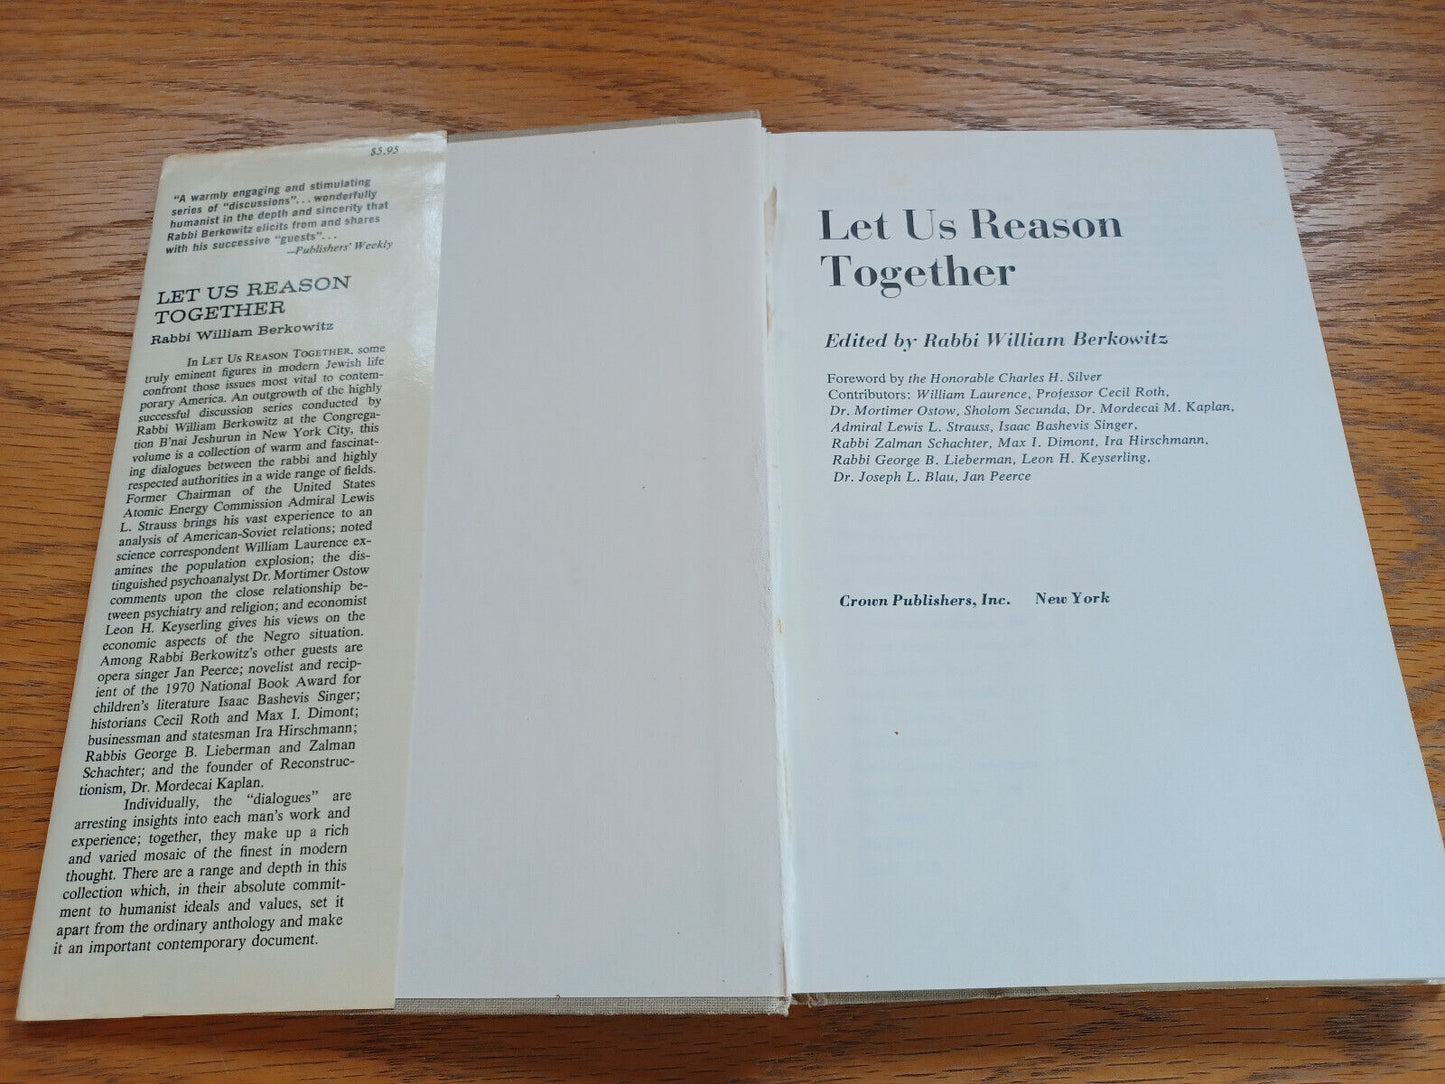 $5.95
"A warmly engaging and stimulating
series of "discussions"... wonderfully
humanist in the depth and sincerity that
Rabbi Berkowitz elicits from and shares
with his successive "guests"...
—Publishers' Weekly
LET US REASON
TOGETHER
Rabbi William Berkowitz
In LET US REASON TOGETHER, some
truly eminent figures in modern Jewish life
confront those issues most vital to contem-
porary America. An outgrowth of the highly
successful discussion series conducted by
Rabbi William Berkowitz at the Congrega-
tion B'nai Jeshurun in New York City, this
volume is a collection of warm and fascinat-
ing dialogues between the rabbi and highly
respected authorities in a wide range of fields.
Former Chairman of the United States
Atomic Energy Commission Admiral Lewis
L. Strauss brings his vast experience to an
analysis of American-Soviet relations; noted
science correspondent William Laurence ex-
amines the population explosion; the dis-
tinguished psychoanalyst Dr. Mortimer Ostow
comments upon the close relationship be-
tween psychiatry and religion; and economist
Leon H. Keyserling gives his views on the
economic aspects of the Negro situation.
Among Rabbi Berkowitz's other guests are
opera singer Jan Peerce; novelist and recip-
ient of the 1970 National Book Award for
children's literature Isaac Bashevis Singer;
historians Cecil Roth and Max I. Dimont;
businessman and statesman Ira Hirschmann;
Rabbis George B. Lieberman and Zalman
Schachter; and the founder of Reconstruc-
tionism, Dr. Mordecai Kaplan.
Individually, the "dialogues" are
arresting insights into each man's work and
experience; together, they make up a rich
and varied mosaic of the finest in modern
thought. There are a range and depth in this
collection which, in their absolute commit-
ment to humanist ideals and values, set it
apart from the ordinary anthology and make
it an important contemporary document.
Let Us Reason
Together
Edited by Rabbi William Berkowitz
Foreword by the Honorable Charles H. Silver
Contributors: William Laurence, Professor Cecil Roth,
Dr. Mortimer Ostow, Sholom Secunda, Dr. Mordecai M. Kaplan,
Admiral Lewis L. Strauss, Isaac Bashevis Singer,
Rabbi Zalman Schachter, Max I. Dimont, Ira Hirschmann,
Rabbi George B. Lieberman, Leon H. Keyserling,
Dr. Joseph L. Blau, Jan Peerce
Crown Publishers, Inc. New York